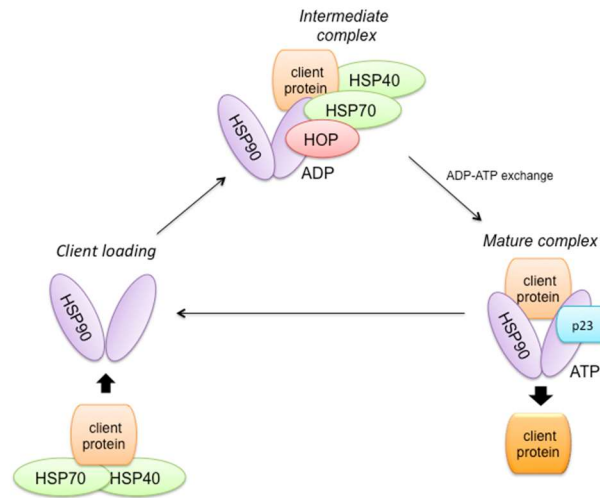 Intermediate
complex
client
protein
HSP40
HSP70
HSP90
HOP
ADP
ADP-ATP exchange
Client loading
Mature complex
HSP90
client
protein
HSP90
p23
ATP
client
protein
HSP70
HSP40
client
protein